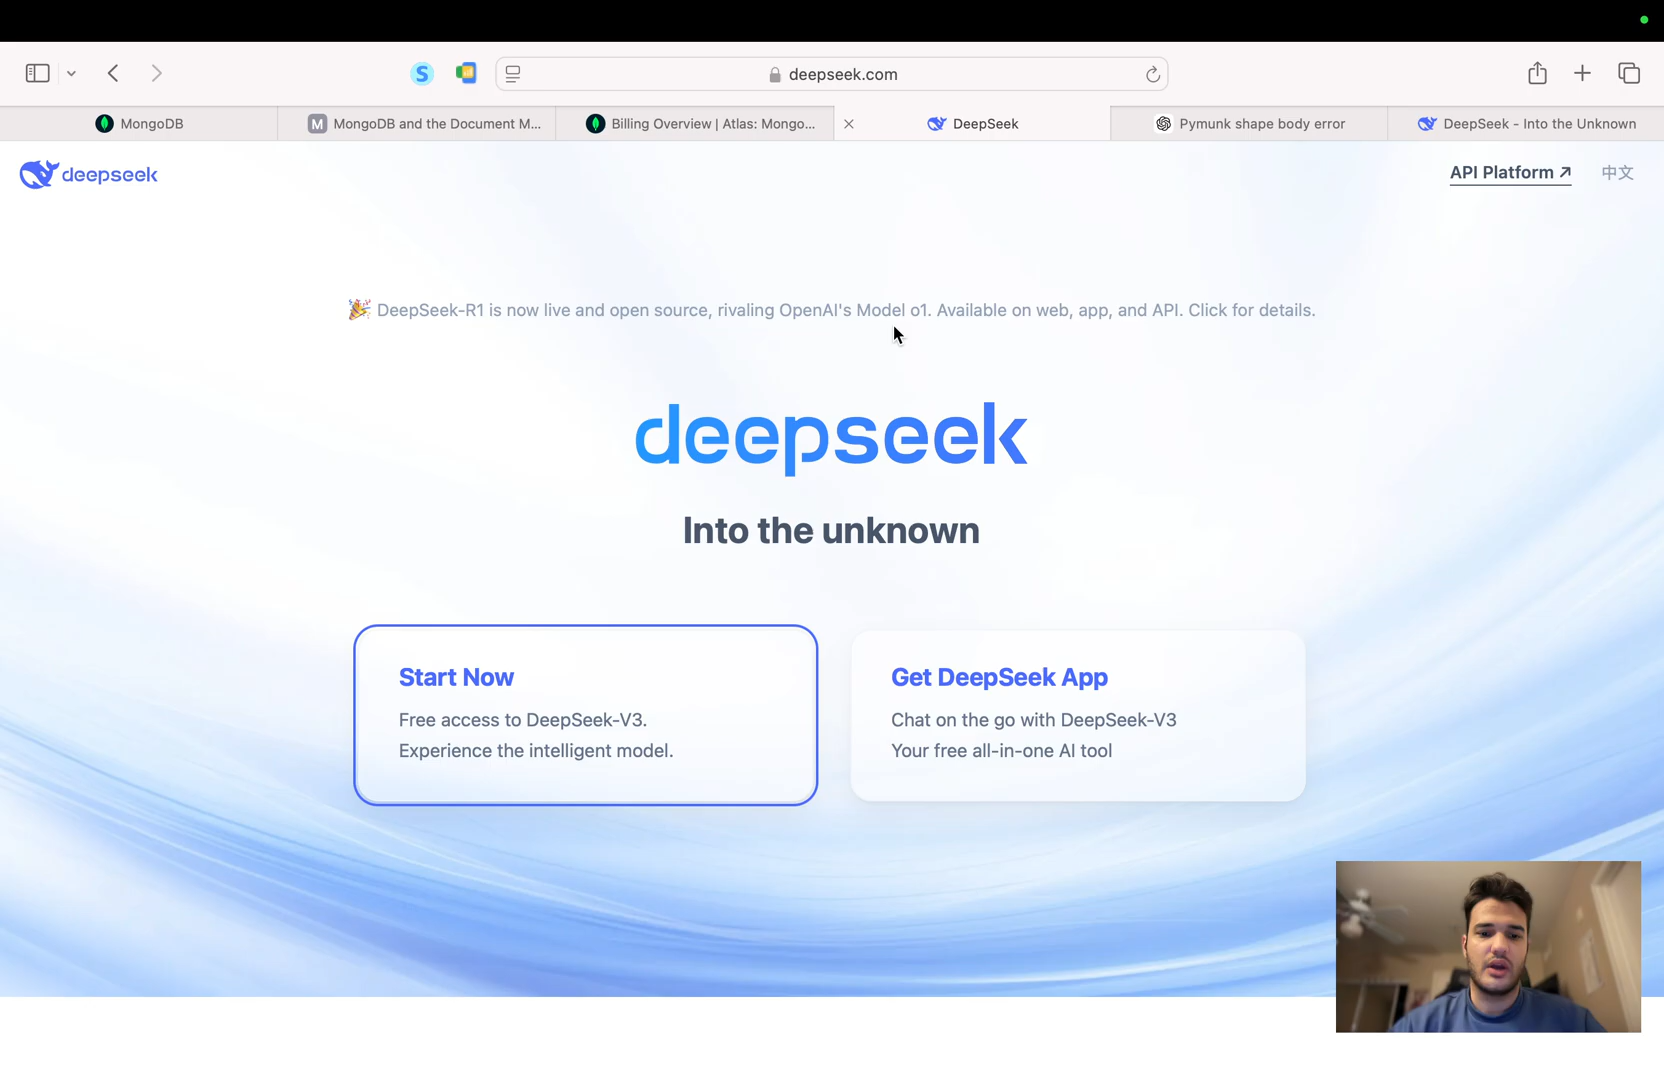 deepseek.com
MongoDB
M MongoDB and the Document M...
Billing Overview | Atlas: Mongo...
DeepSeek
Pymunk shape body error
DeepSeek - Into the Unknown
deepseek
API Platform ↗
中文
🎉 DeepSeek-R1 is now live and open source, rivaling OpenAI's Model o1. Available on web, app, and API. Click for details.
deepseek
Into the unknown
Start Now
Free access to DeepSeek-V3.
Experience the intelligent model.
Get DeepSeek App
Chat on the go with DeepSeek-V3
Your free all-in-one AI tool